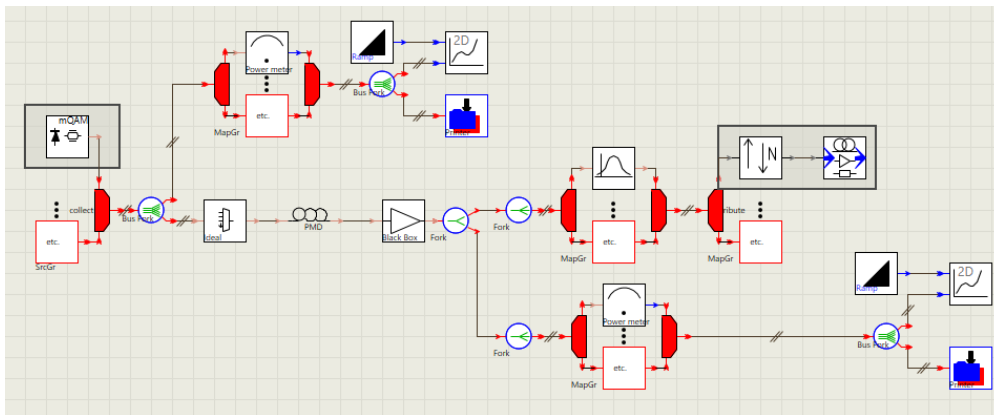 Ramp
2D
Power meter
Bus Fork
etc.
MapGr
Printer
mQAM
collect
Bus Fork
etc.
SrcGr
Ideal
PMD
Black Box
Fork
Fork
etc.
MapGr
N
ribute
etc.
MapGr
Ramp
2D
Power meter
Fork
etc.
MapGr
Bus Fork
Printer